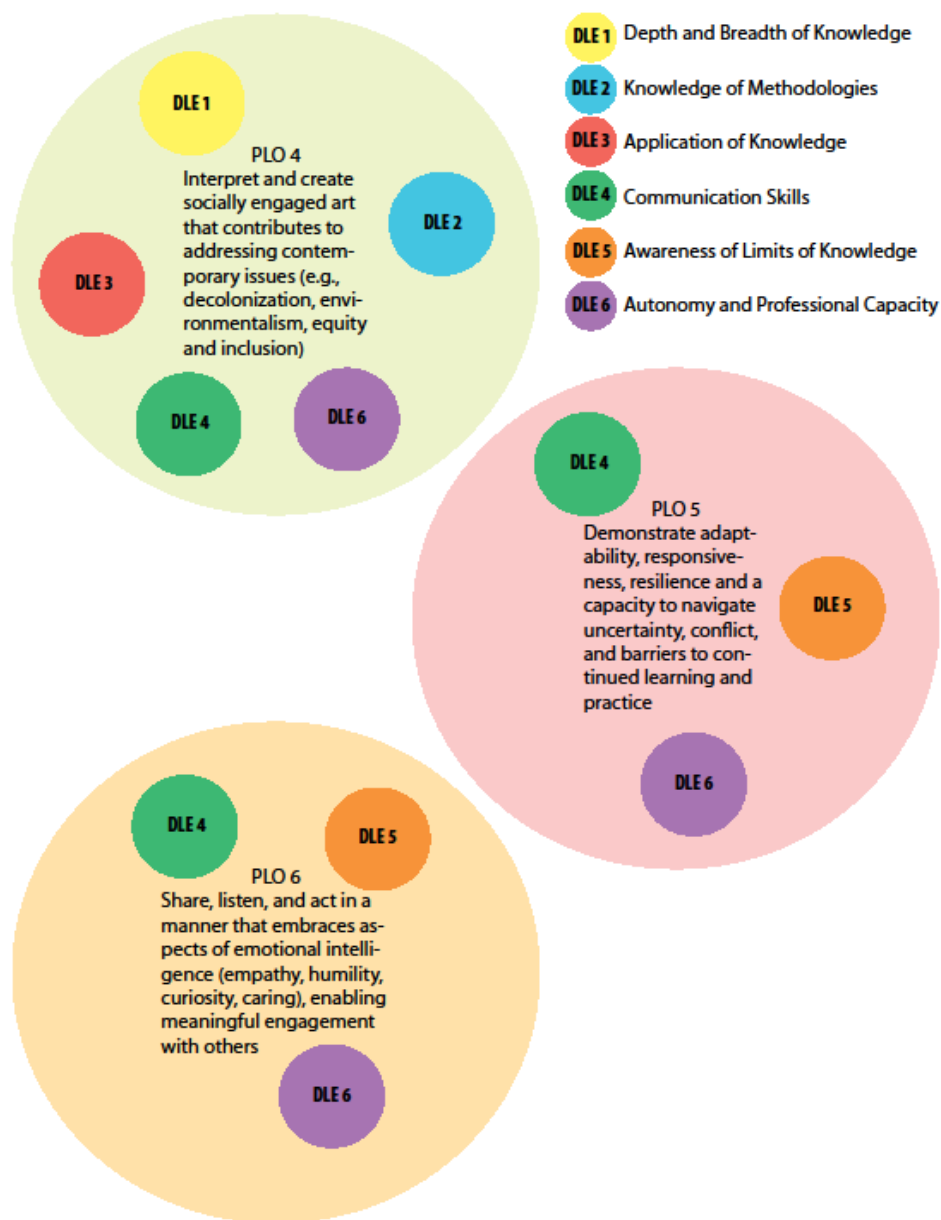 DLE 1 Depth and Breadth of Knowledge
DLE 2 Knowledge of Methodologies
DLE 3 Application of Knowledge
DLE 4 Communication Skills
DLE 5 Awareness of Limits of Knowledge
DLE 6 Autonomy and Professional Capacity
DLE 1
PLO 4
Interpret and create
socially engaged art
that contributes to
addressing contem-
porary issues (e.g.,
decolonization, envi-
ronmentalism, equity
and inclusion)
DLE 2
DLE 3
DLE 4
DLE 6
DLE 4
PLO 5
Demonstrate adapt-
ability, responsive-
ness, resilience and a
capacity to navigate
uncertainty, conflict,
and barriers to con-
tinued learning and
practice
DLE 5
DLE 6
DLE 4
DLE 5
PLO 6
Share, listen, and act in a
manner that embraces as-
pects of emotional intelli-
gence (empathy, humility,
curiosity, caring), enabling
meaningful engagement
with others
DLE 6